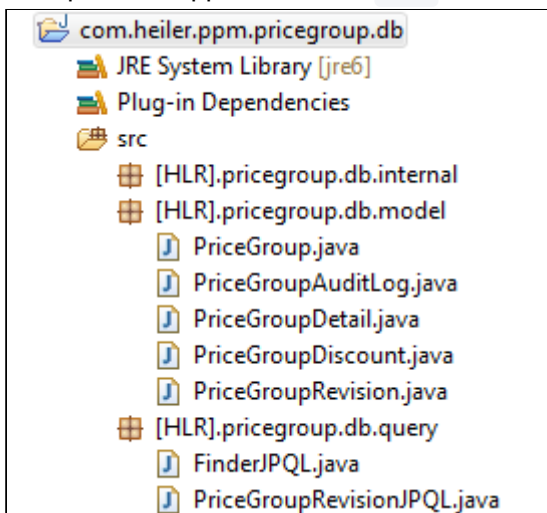 com.heiler.ppm.pricegroup.db
JRE System Library [jre6]
Plug-in Dependencies
src
[HLR].pricegroup.db.internal
[HLR].pricegroup.db.model
PriceGroup.java
PriceGroupAuditLog.java
PriceGroupDetail.java
PriceGroupDiscount.java
PriceGroupRevision.java
[HLR].pricegroup.db.query
FinderJPQL.java
PriceGroupRevisionJPQL.java